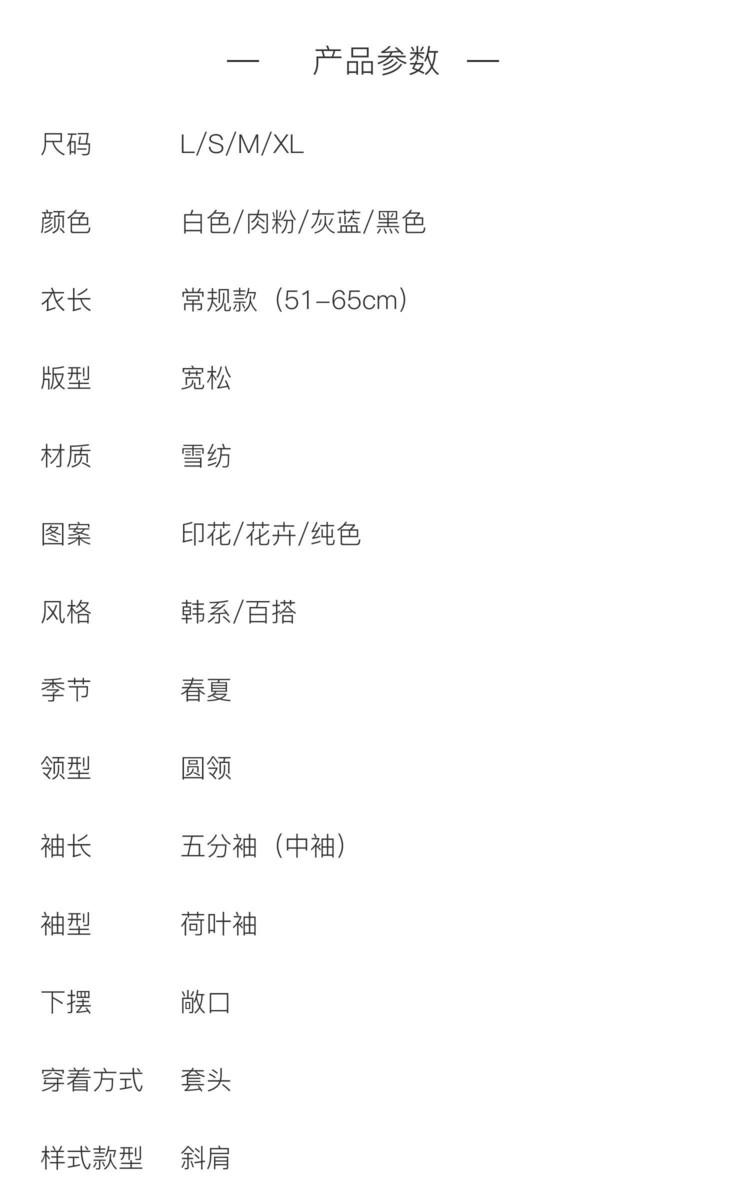 — 产品参数 —
尺码 L/S/M/XL
颜色 白色/肉粉/灰蓝/黑色
衣长 常规款（51–65cm）
版型 宽松
材质 雪纺
图案 印花/花卉/纯色
风格 韩系/百搭
季节 春夏
领型 圆领
袖长 五分袖（中袖）
袖型 荷叶袖
下摆 敞口
穿着方式 套头
样式款型 斜肩